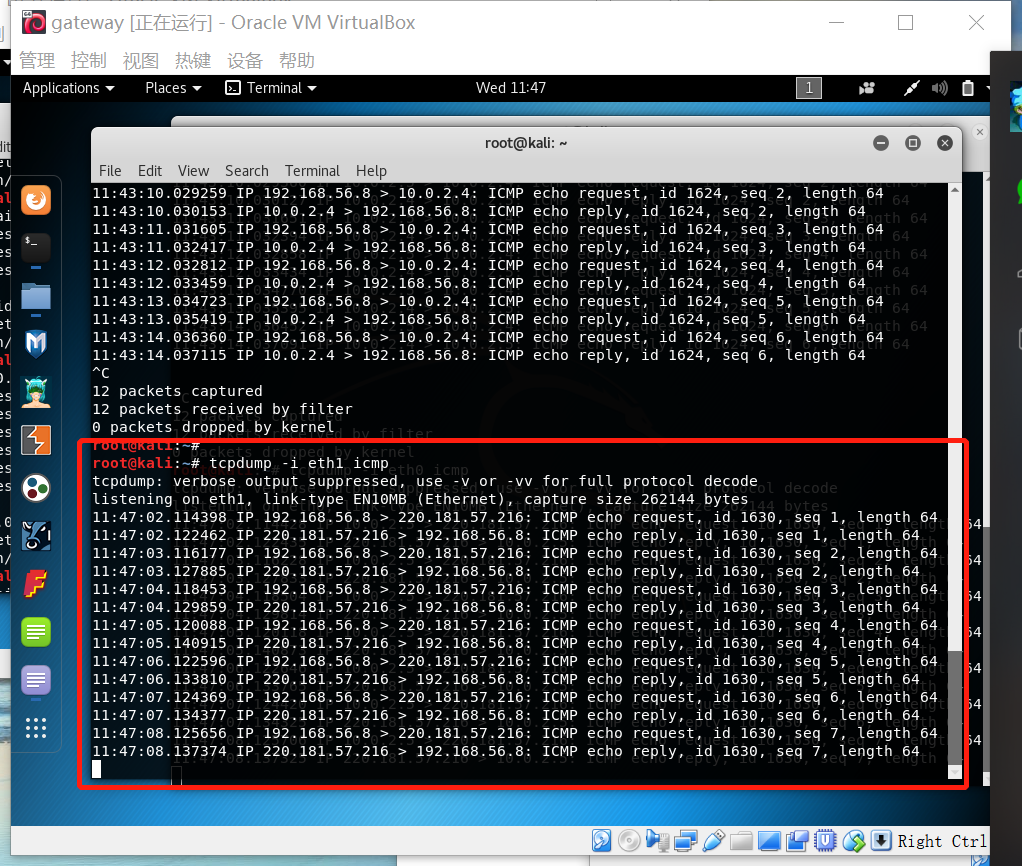 gateway [正在运行] - Oracle VM VirtualBox
管理 控制 视图 热键 设备 帮助
Applications Places Terminal Wed 11:47 1
root@kali: ~
File Edit View Search Terminal Help
11:43:10.029259 IP 192.168.56.8 > 10.0.2.4: ICMP echo request, id 1624, seq 2, length 64
11:43:10.030153 IP 10.0.2.4 > 192.168.56.8: ICMP echo reply, id 1624, seq 2, length 64
11:43:11.031605 IP 192.168.56.8 > 10.0.2.4: ICMP echo request, id 1624, seq 3, length 64
11:43:11.032417 IP 10.0.2.4 > 192.168.56.8: ICMP echo reply, id 1624, seq 3, length 64
11:43:12.032812 IP 192.168.56.8 > 10.0.2.4: ICMP echo request, id 1624, seq 4, length 64
11:43:12.033459 IP 10.0.2.4 > 192.168.56.8: ICMP echo reply, id 1624, seq 4, length 64
11:43:13.034723 IP 192.168.56.8 > 10.0.2.4: ICMP echo request, id 1624, seq 5, length 64
11:43:13.035419 IP 10.0.2.4 > 192.168.56.8: ICMP echo reply, id 1624, seq 5, length 64
11:43:14.036360 IP 192.168.56.8 > 10.0.2.4: ICMP echo request, id 1624, seq 6, length 64
11:43:14.037115 IP 10.0.2.4 > 192.168.56.8: ICMP echo reply, id 1624, seq 6, length 64
^C
12 packets captured
12 packets received by filter
0 packets dropped by kernel
root@kali:~#
root@kali:~# tcpdump -i eth1 icmp
tcpdump: verbose output suppressed, use -v or -vv for full protocol decode
listening on eth1, link-type EN10MB (Ethernet), capture size 262144 bytes
11:47:02.114398 IP 192.168.56.8 > 220.181.57.216: ICMP echo request, id 1630, seq 1, length 64
11:47:02.122462 IP 220.181.57.216 > 192.168.56.8: ICMP echo reply, id 1630, seq 1, length 64
11:47:03.116177 IP 192.168.56.8 > 220.181.57.216: ICMP echo request, id 1630, seq 2, length 64
11:47:03.127885 IP 220.181.57.216 > 192.168.56.8: ICMP echo reply, id 1630, seq 2, length 64
11:47:04.118453 IP 192.168.56.8 > 220.181.57.216: ICMP echo request, id 1630, seq 3, length 64
11:47:04.129859 IP 220.181.57.216 > 192.168.56.8: ICMP echo reply, id 1630, seq 3, length 64
11:47:05.120088 IP 192.168.56.8 > 220.181.57.216: ICMP echo request, id 1630, seq 4, length 64
11:47:05.140915 IP 220.181.57.216 > 192.168.56.8: ICMP echo reply, id 1630, seq 4, length 64
11:47:06.122596 IP 192.168.56.8 > 220.181.57.216: ICMP echo request, id 1630, seq 5, length 64
11:47:06.133810 IP 220.181.57.216 > 192.168.56.8: ICMP echo reply, id 1630, seq 5, length 64
11:47:07.124369 IP 192.168.56.8 > 220.181.57.216: ICMP echo request, id 1630, seq 6, length 64
11:47:07.134377 IP 220.181.57.216 > 192.168.56.8: ICMP echo reply, id 1630, seq 6, length 64
11:47:08.125656 IP 192.168.56.8 > 220.181.57.216: ICMP echo request, id 1630, seq 7, length 64
11:47:08.137374 IP 220.181.57.216 > 192.168.56.8: ICMP echo reply, id 1630, seq 7, length 64
Right Ctrl